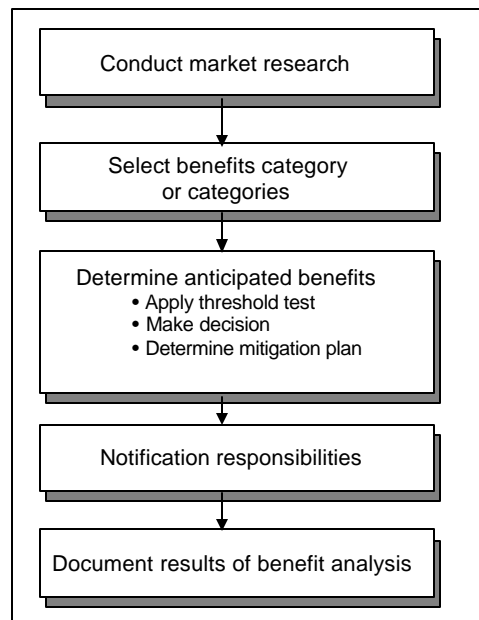 Conduct market research
Select benefits category
or categories
Determine anticipated benefits
• Apply threshold test
• Make decision
• Determine mitigation plan
Notification responsibilities
Document results of benefit analysis